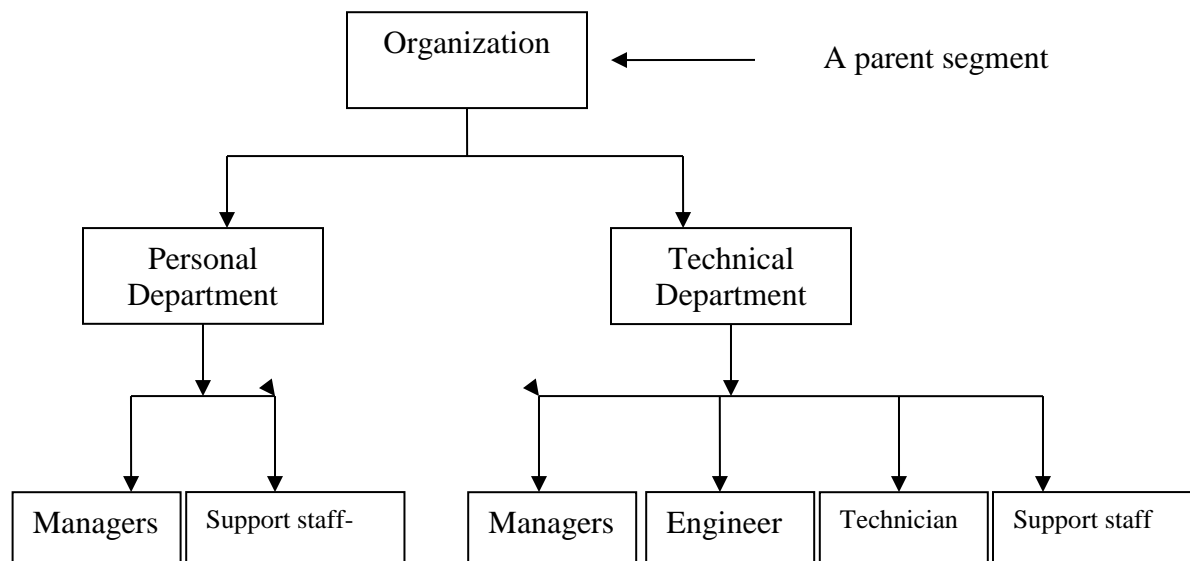 Organization
A parent segment
Personal
Department
Technical
Department
Managers
Support staff-
Managers
Engineer
Technician
Support staff